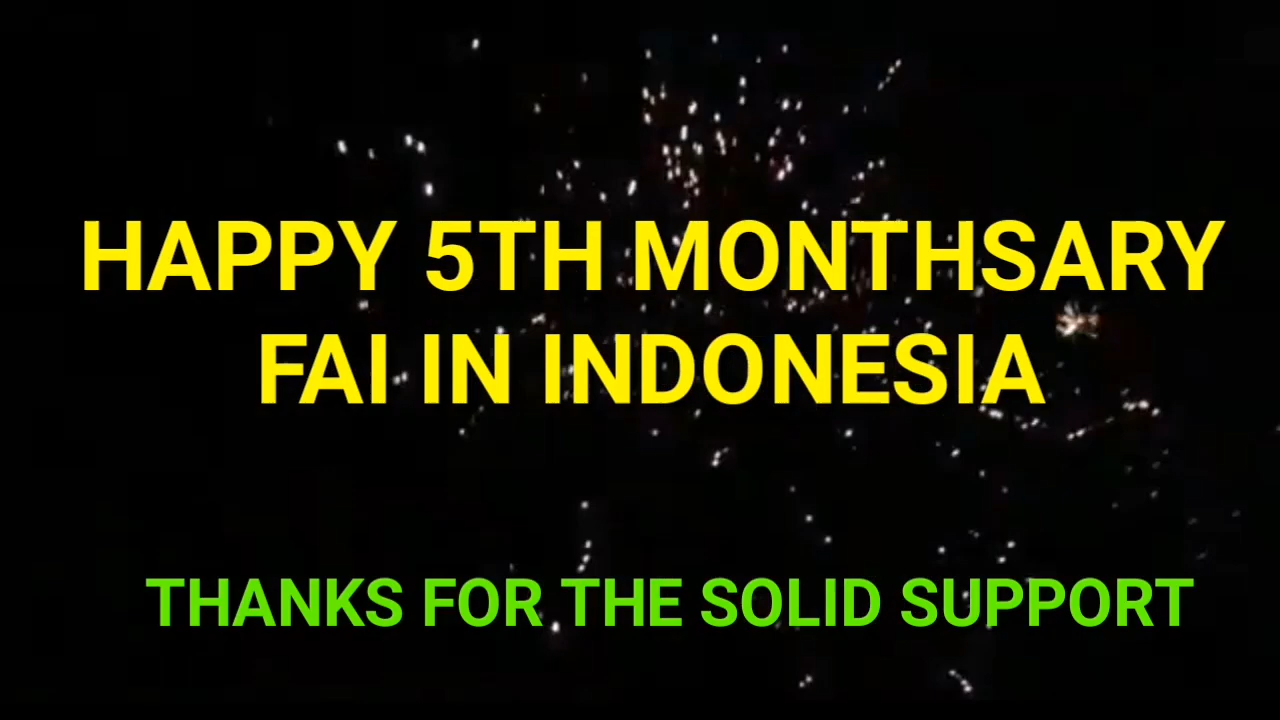 HAPPY 5TH MONTHSARY
FAI IN INDONESIA
THANKS FOR THE SOLID SUPPORT